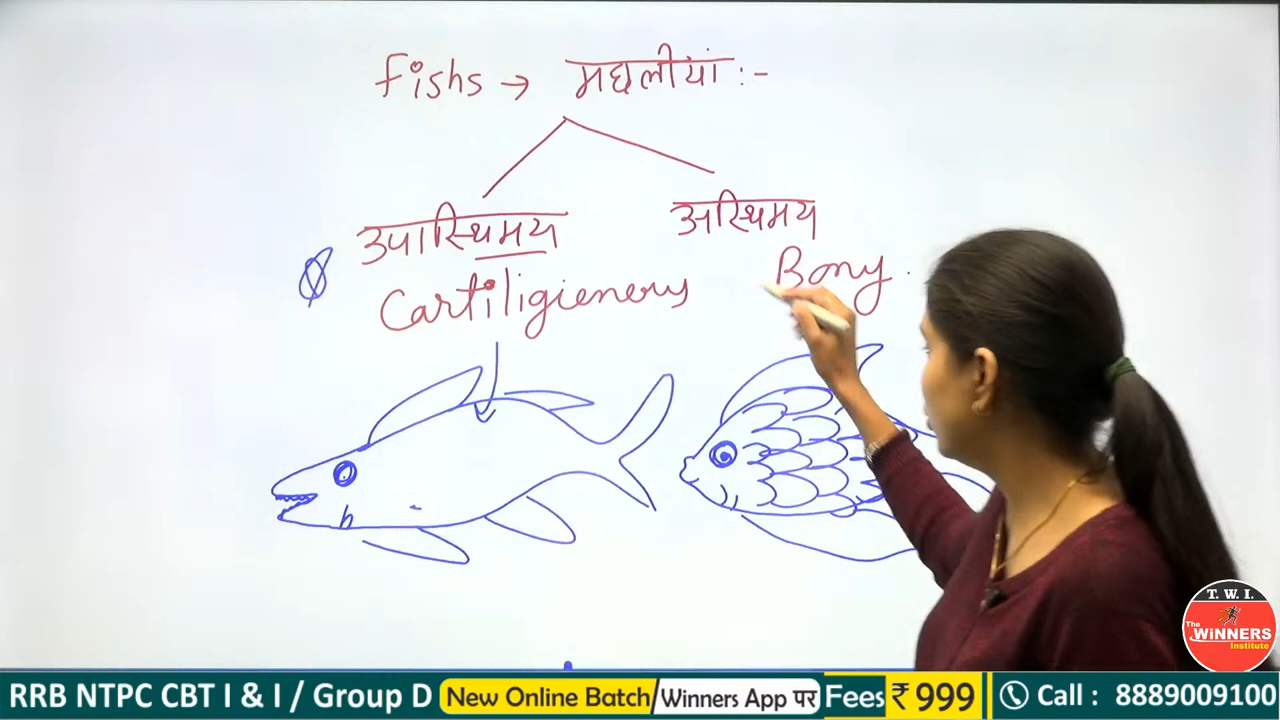 fishs → मछलीयां :-
उपास्थिमय अस्थिमय
Cartiligienerys Bony.
T. W. I.
The
WiNNERS
Institute
RRB NTPC CBT I & I / Group D New Online Batch Winners App पर Fees ₹ 999 Call : 8889009100